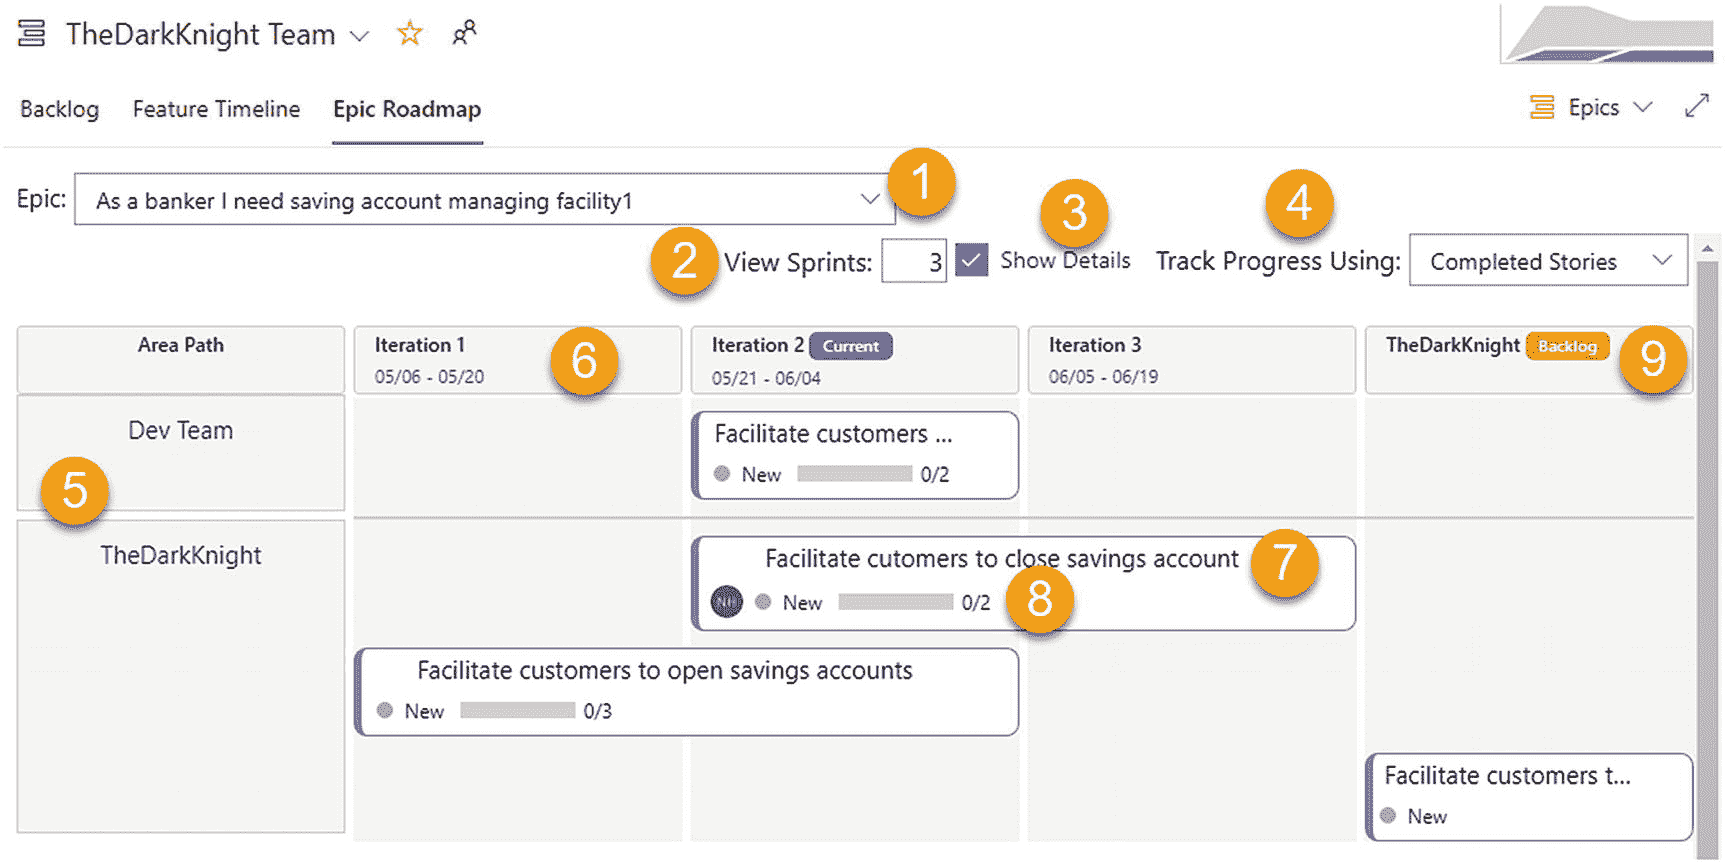 TheDarkKnight Team
Backlog Feature Timeline Epic Roadmap
Epics
Epic: As a banker I need saving account managing facility1
1
2 View Sprints: 3 Show Details 3 Track Progress Using: Completed Stories 4
Area Path
Iteration 1 6
05/06 - 05/20
Iteration 2 Current
05/21 - 06/04
Iteration 3
06/05 - 06/19
TheDarkKnight Backlog 9
Dev Team
5
Facilitate customers ...
New 0/2
TheDarkKnight
Facilitate cutomers to close savings account 7
NH New 0/2 8
Facilitate customers to open savings accounts
New 0/3
Facilitate customers t...
New